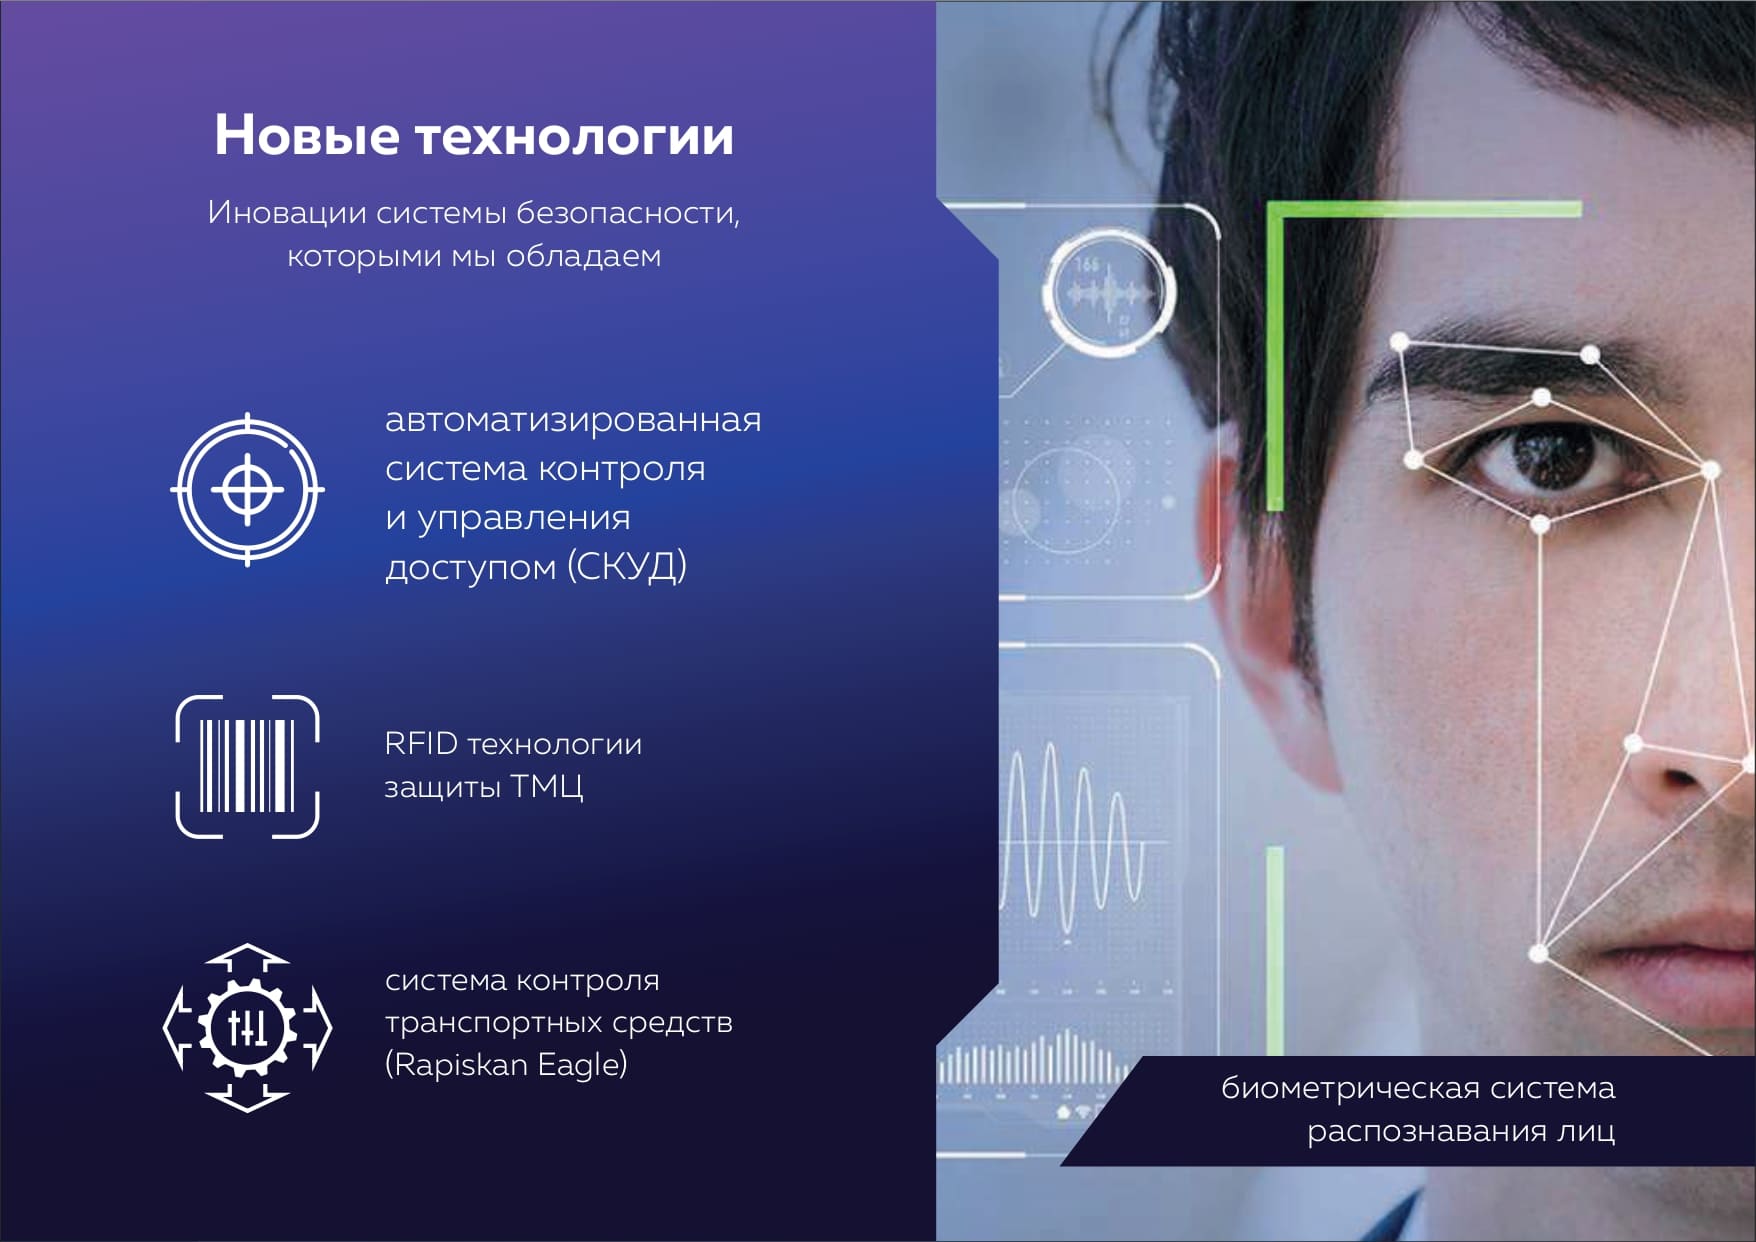 Новые технологии
Иновации системы безопасности,
которыми мы обладаем
автоматизированная
система контроля
и управления
доступом (СКУД)
RFID технологии
защиты ТМЦ
система контроля
транспортных средств
(Rapiskan Eagle)
166
биометрическая система
распознавания лиц